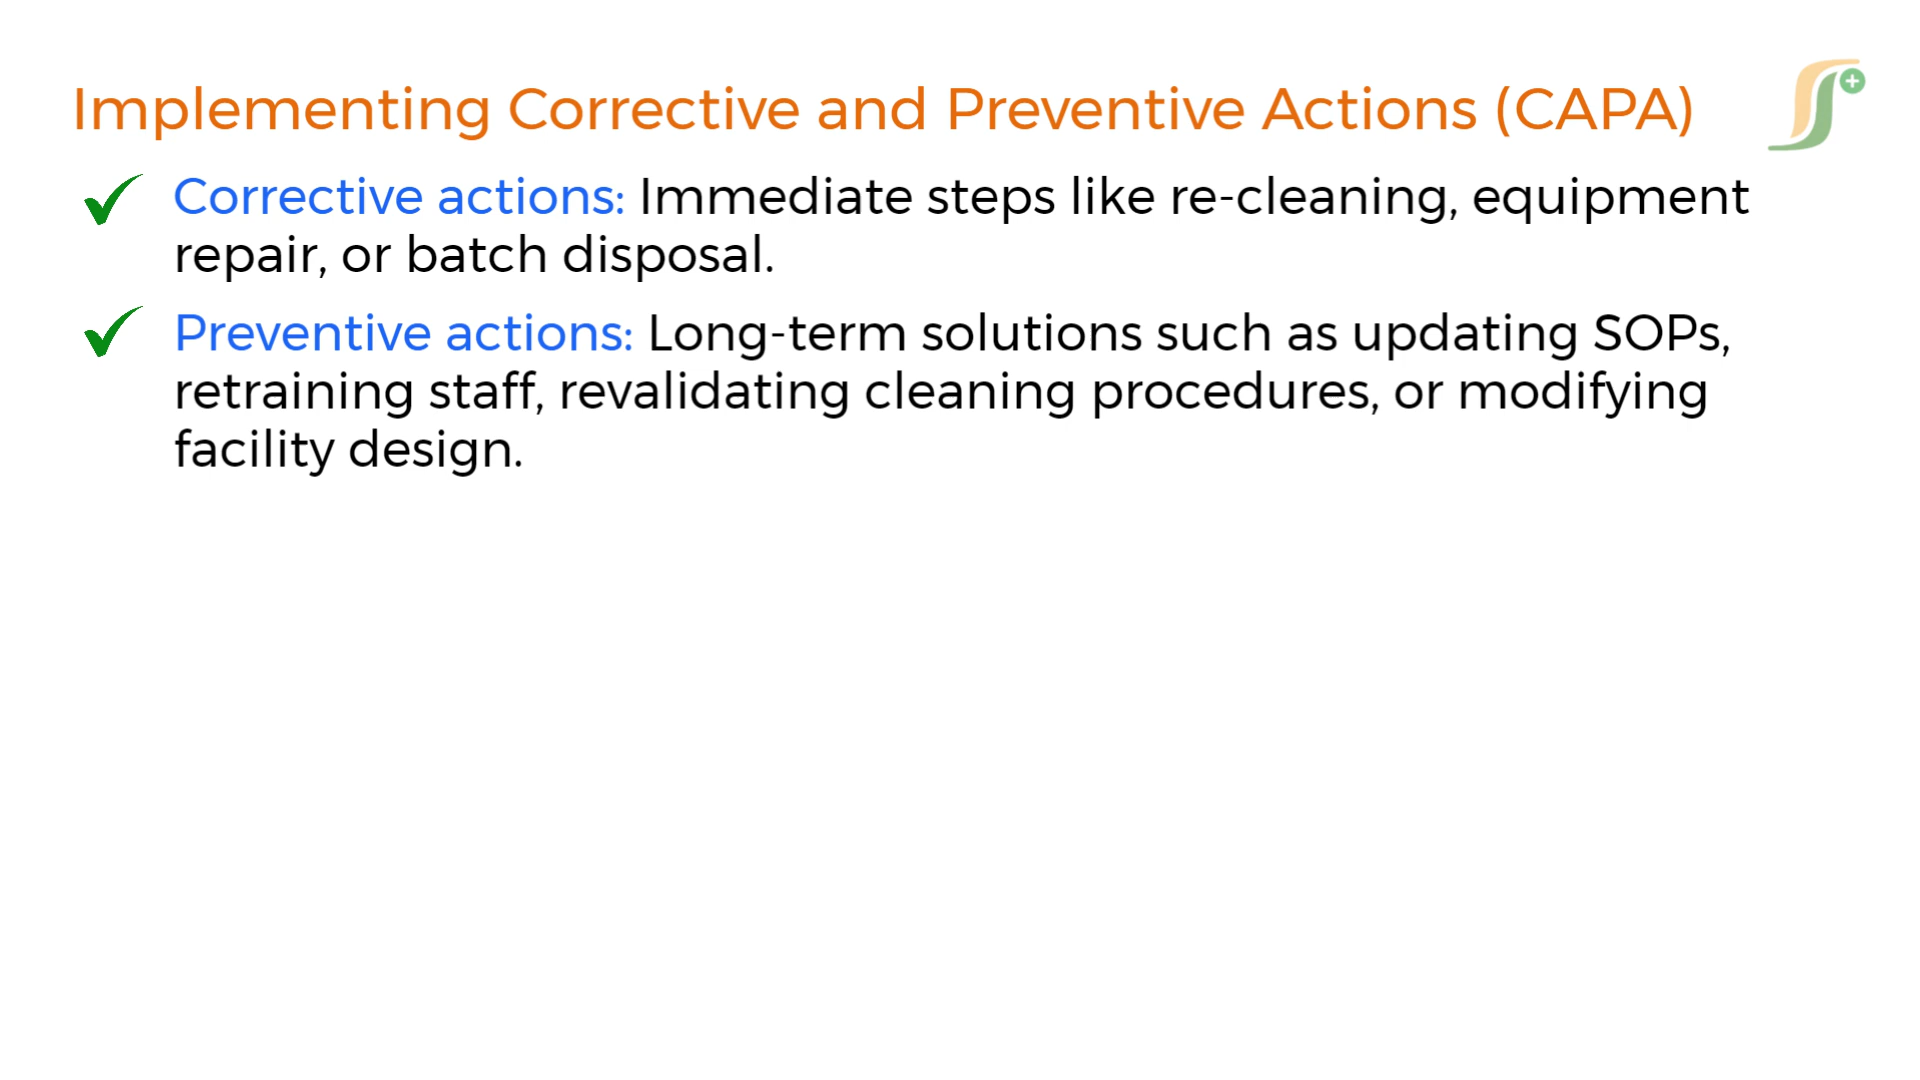 Implementing Corrective and Preventive Actions (CAPA)
Corrective actions: Immediate steps like re-cleaning, equipment
repair, or batch disposal.
Preventive actions: Long-term solutions such as updating SOPs,
retraining staff, revalidating cleaning procedures, or modifying
facility design.